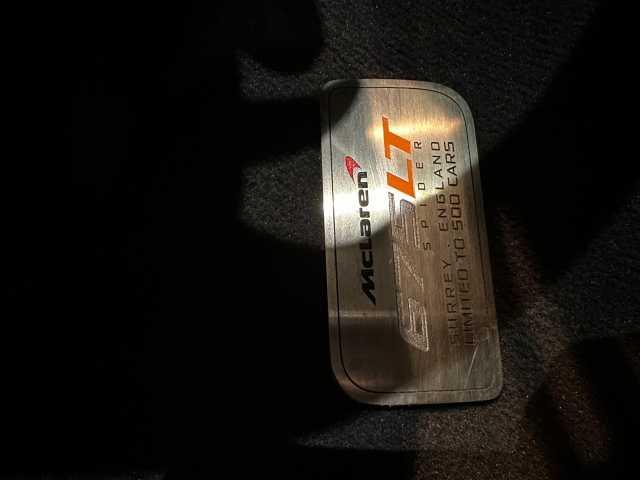 McLaren
675LT
SPIDER
SURREY . ENGLAND
LIMITED TO 500 CARS